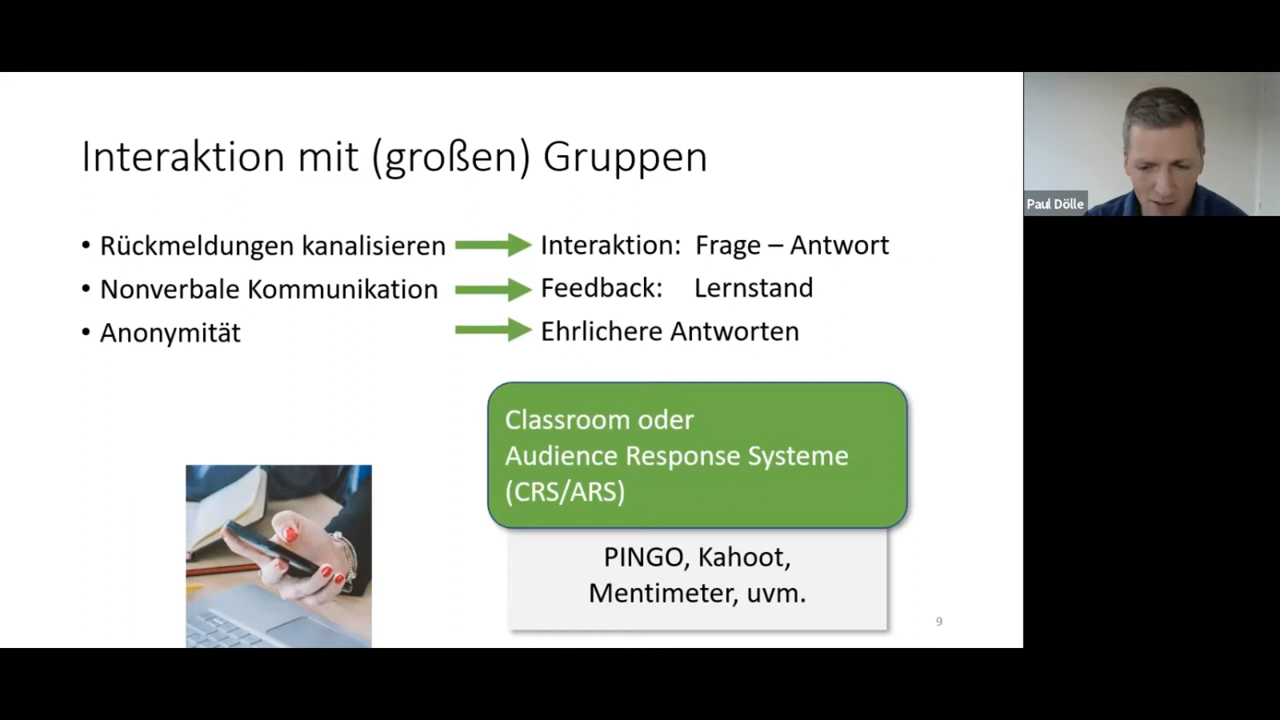 Interaktion mit (großen) Gruppen
• Rückmeldungen kanalisieren
Interaktion: Frage – Antwort
• Nonverbale Kommunikation
Feedback: Lernstand
• Anonymität
Ehrlichere Antworten
Classroom oder
Audience Response Systeme
(CRS/ARS)
PINGO, Kahoot,
Mentimeter, uvm.
9
Paul Dölle